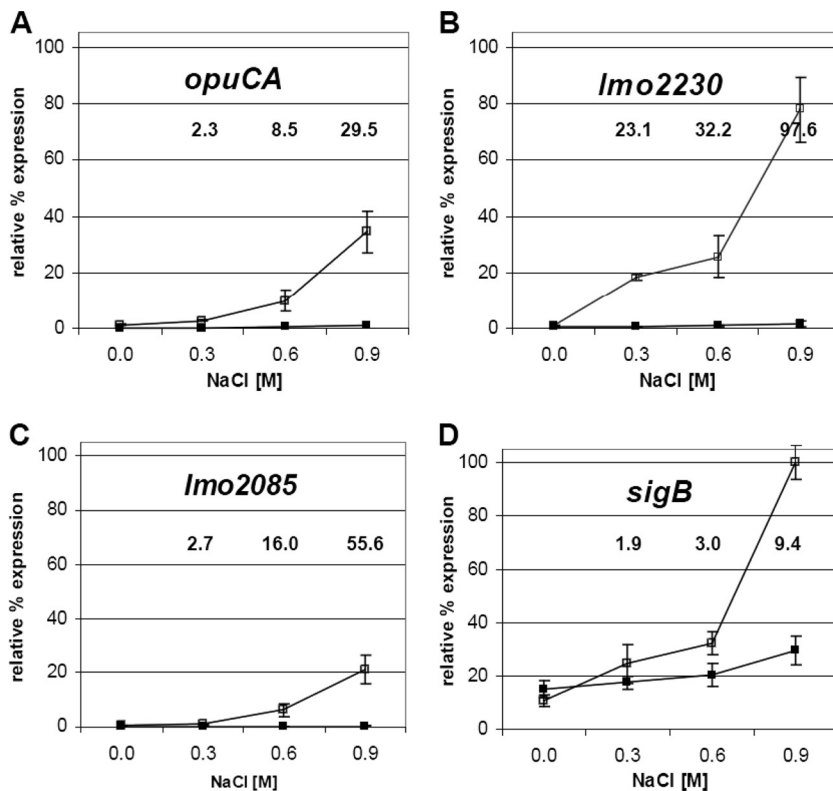 A
opuCA
2.3 8.5 29.5
100
80
60
40
20
0
relative % expression
0.0 0.3 0.6 0.9
NaCl [M]
B
lmo2230
23.1 32.2 97.6
100
80
60
40
20
0
relative % expression
0.0 0.3 0.6 0.9
NaCl [M]
C
lmo2085
2.7 16.0 55.6
100
80
60
40
20
0
relative % expression
0.0 0.3 0.6 0.9
NaCl [M]
D
sigB
1.9 3.0 9.4
100
80
60
40
20
0
relative % expression
0.0 0.3 0.6 0.9
NaCl [M]